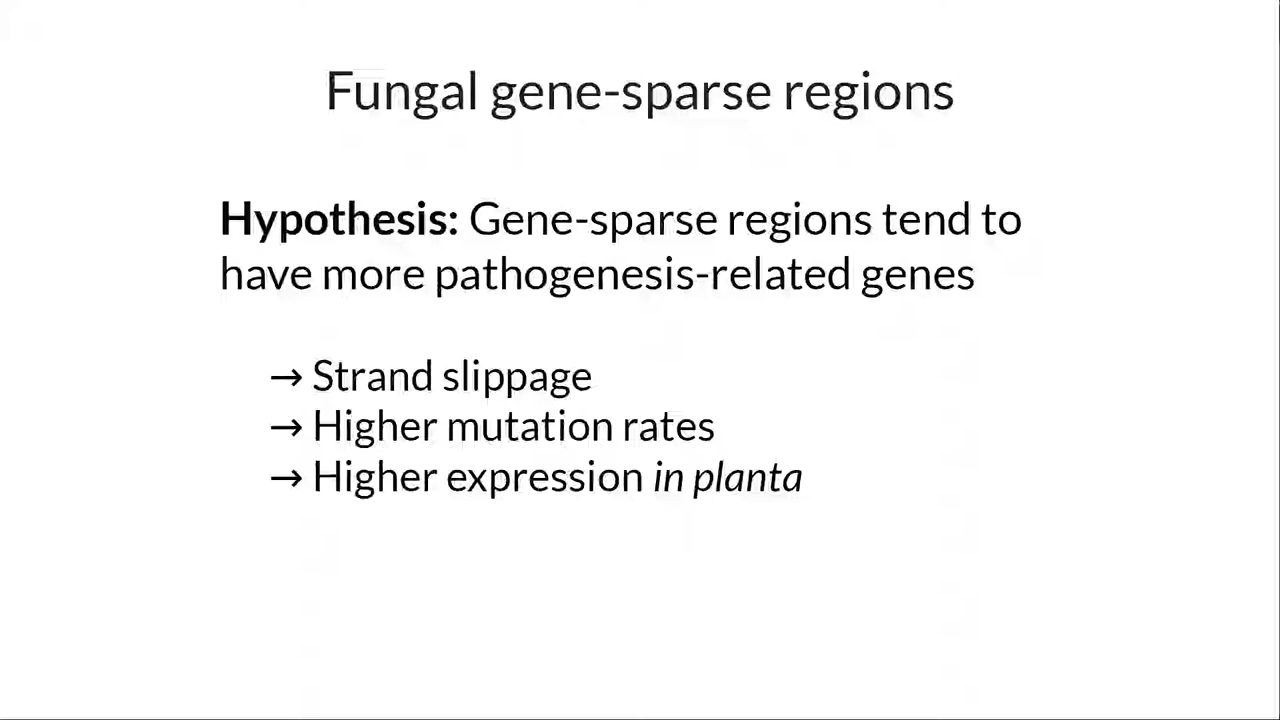 Fungal gene-sparse regions
Hypothesis: Gene-sparse regions tend to
have more pathogenesis-related genes
→ Strand slippage
→ Higher mutation rates
→ Higher expression in planta